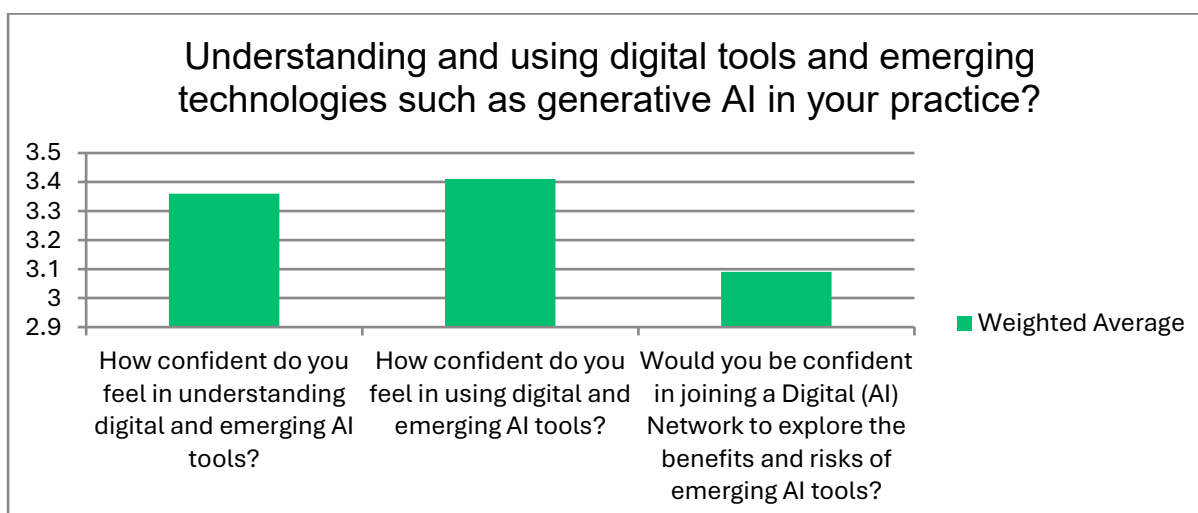 Understanding and using digital tools and emerging
technologies such as generative AI in your practice?
3.5
3.4
3.3
3.2
3.1
3
2.9
How confident do you
feel in understanding
digital and emerging AI
tools?
How confident do you
feel in using digital and
emerging AI tools?
Would you be confident
in joining a Digital (AI)
Network to explore the
benefits and risks of
emerging AI tools?
Weighted Average